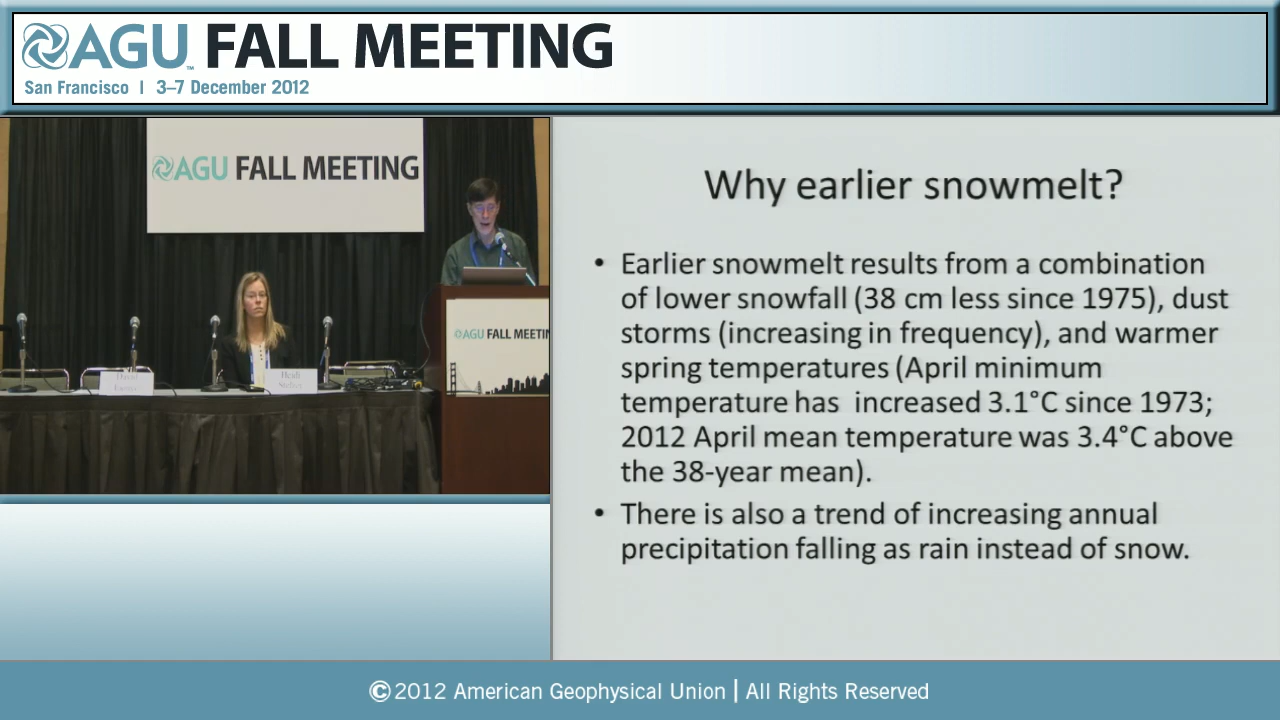 AGU FALL MEETING
San Francisco | 3–7 December 2012
AGU FALL MEETING
AGU FALL MEETIN
David
Heidi
Why earlier snowmelt?
• Earlier snowmelt results from a combination
of lower snowfall (38 cm less since 1975), dust
storms (increasing in frequency), and warmer
spring temperatures (April minimum
temperature has increased 3.1°C since 1973;
2012 April mean temperature was 3.4°C above
the 38-year mean).
• There is also a trend of increasing annual
precipitation falling as rain instead of snow.
©2012 American Geophysical Union | All Rights Reserved